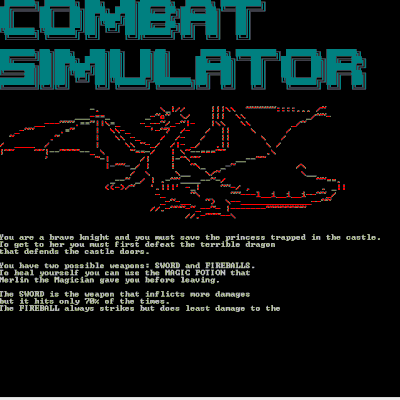 COMBAT
SIMULATOR
You are a brave knight and you must save the princess trapped in the castle.
To get to her you must first defeat the terrible dragon
that defends the castle doors.
You have two possible weapons: SWORD and FIREBALLS.
To heal yourself you can use the MAGIC POTION that
Merlin the Magician gave you before leaving.
The SWORD is the weapon that inflicts more damages
but it hits only 70% of the times.
The FIREBALL always strikes but does least damage to the